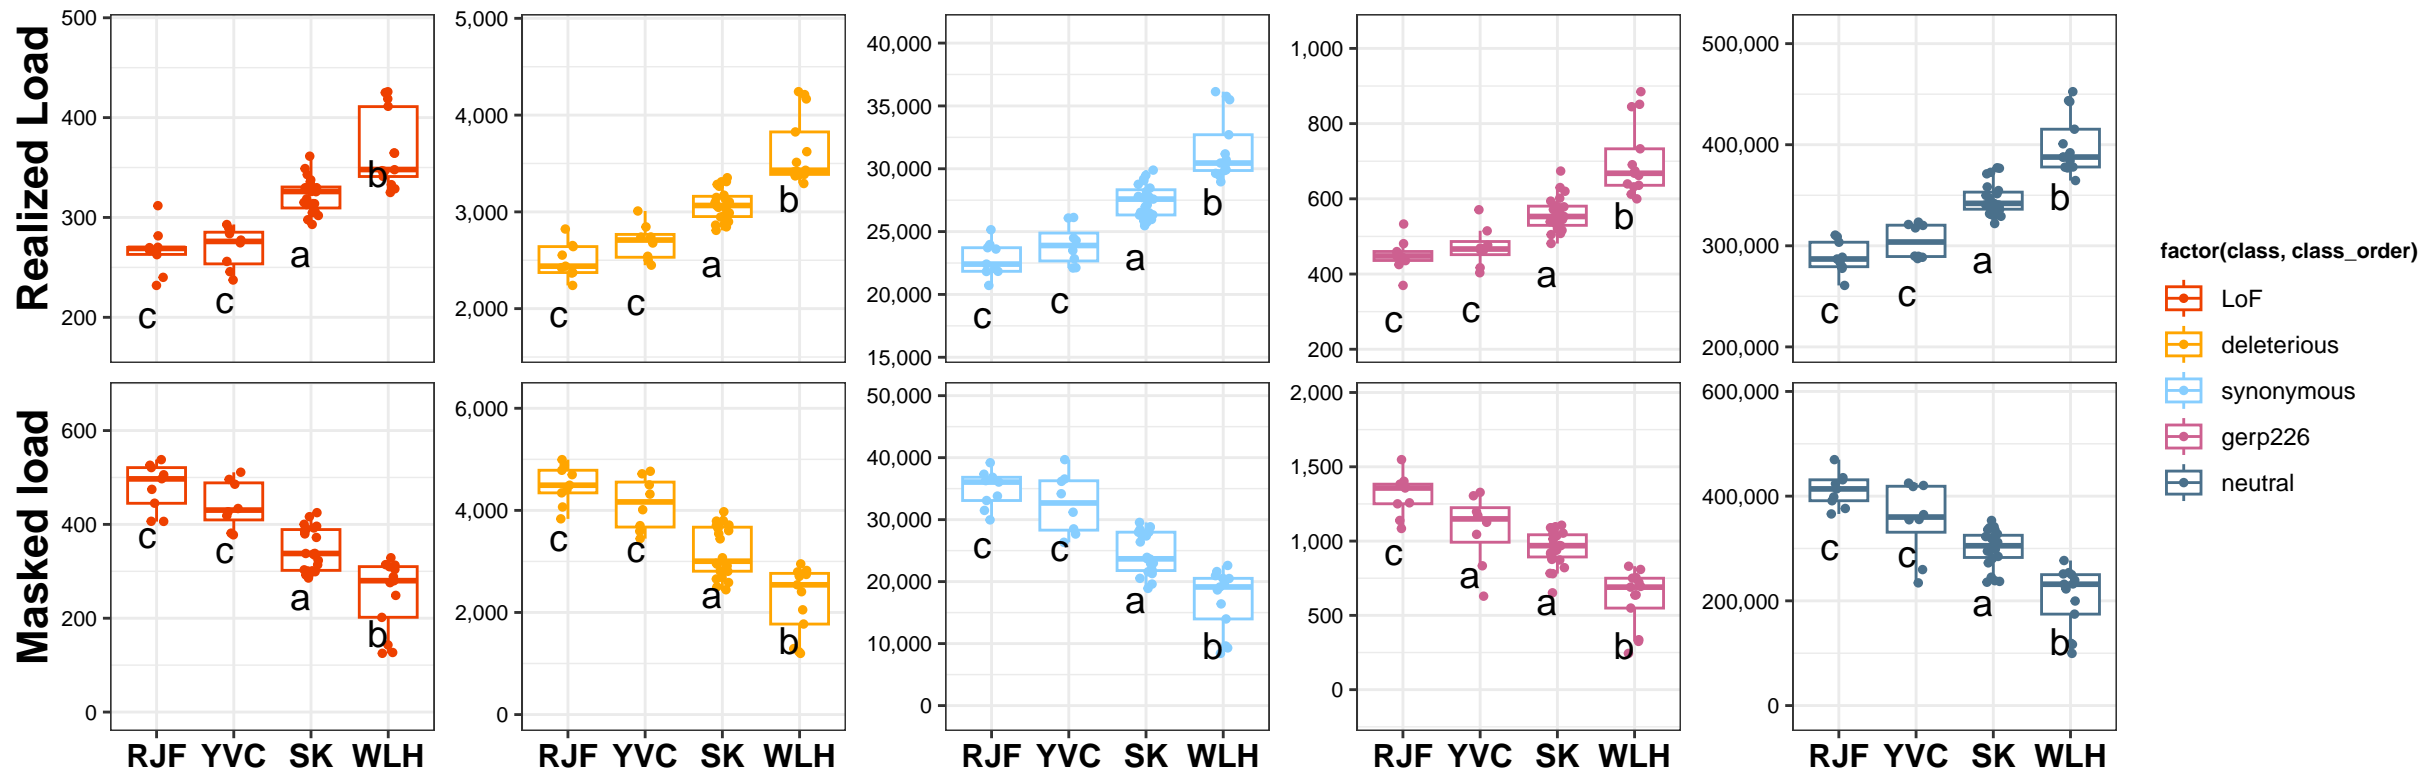 Realized Load
500
400
300
200
c
c
a
b
5,000
4,000
3,000
2,000
c
c
a
b
40,000
35,000
30,000
25,000
20,000
15,000
c
c
a
b
1,000
800
600
400
200
c
c
a
b
500,000
400,000
300,000
200,000
c
c
a
b
Masked load
600
400
200
0
c
c
a
b
RJF YVC SK WLH
6,000
4,000
2,000
0
c
c
a
b
RJF YVC SK WLH
50,000
40,000
30,000
20,000
10,000
0
c
c
a
b
RJF YVC SK WLH
2,000
1,500
1,000
500
0
c
a
a
b
RJF YVC SK WLH
600,000
400,000
200,000
0
c
c
a
b
RJF YVC SK WLH
factor(class, class_order)
LoF
deleterious
synonymous
gerp226
neutral